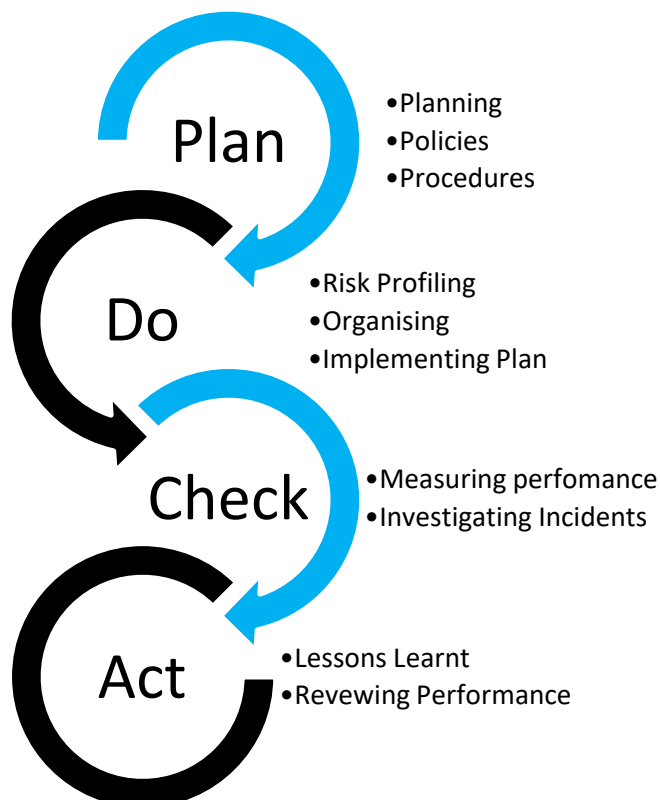 Plan
•Planning
•Policies
•Procedures
Do
•Risk Profiling
•Organising
•Implementing Plan
Check
•Measuring perfomance
•Investigating Incidents
Act
•Lessons Learnt
•Revewing Performance